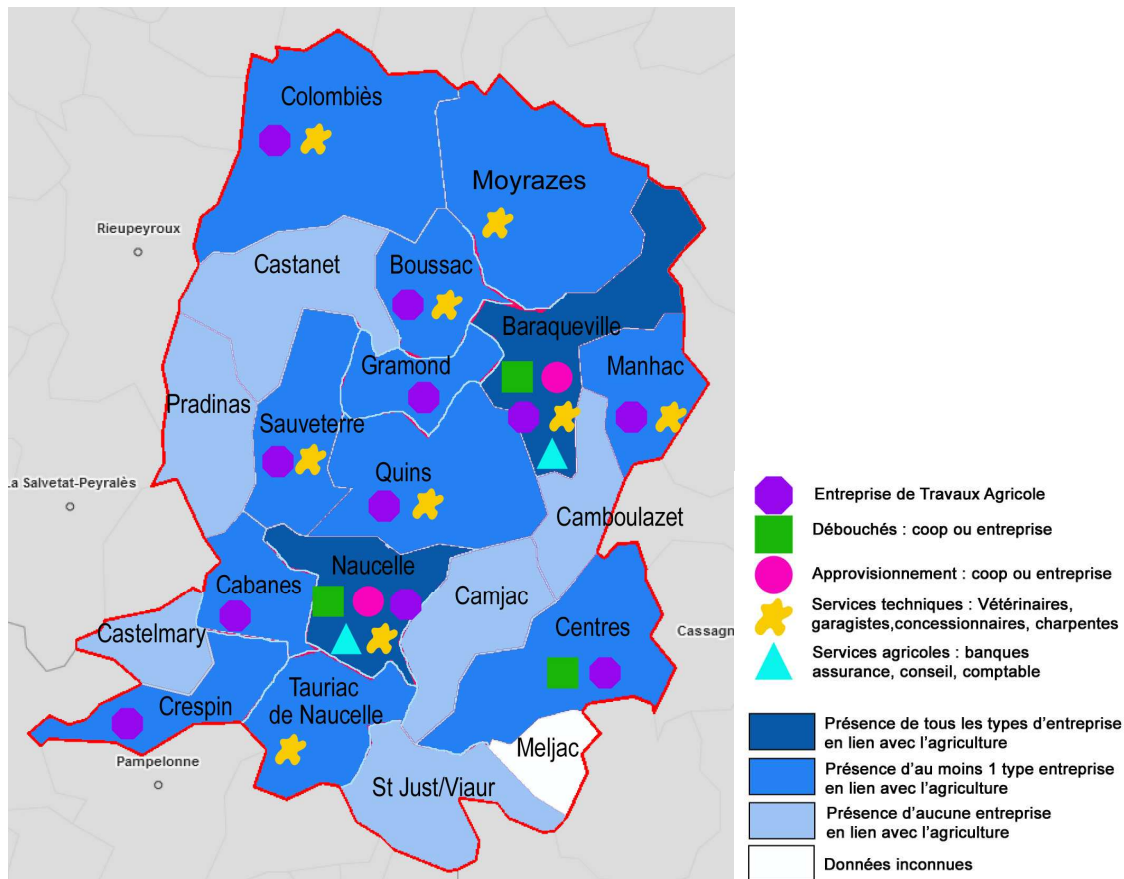 Colombiès
Moyrazes
Rieupeyroux
Castanet
Boussac
Baraqueville
Gramond
Manhac
Pradinas
Sauveterre
Quins
La Salvetat-Peyralès
Camboulazet
Naucelle
Cabanes
Camjac
Castelmary
Centres
Cassagn
Tauriac
de Naucelle
Crespin
Meljac
Pampelonne
St Just/Viaur
Entreprise de Travaux Agricole
Débouchés : coop ou entreprise
Approvisionnement : coop ou entreprise
Services techniques : Vétérinaires,
garagistes,concessionnaires, charpentes
Services agricoles : banques
assurance, conseil, comptable
Présence de tous les types d'entreprise
en lien avec l'agriculture
Présence d'au moins 1 type entreprise
en lien avec l'agriculture
Présence d'aucune entreprise
en lien avec l'agriculture
Données inconnues